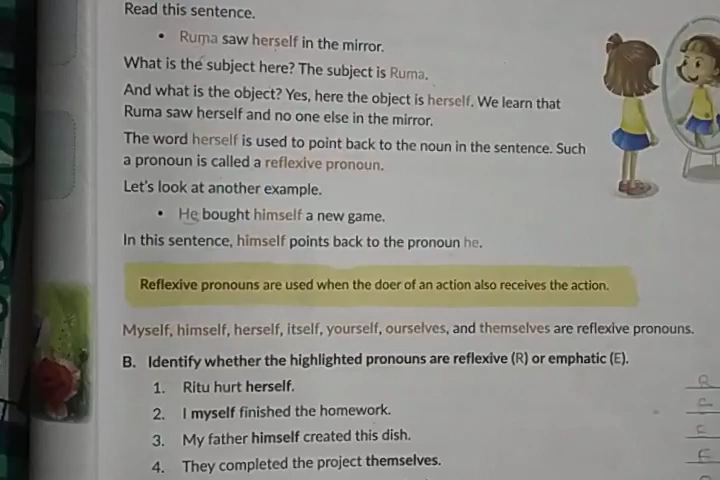 Read this sentence.
• Ruma saw herself in the mirror.
What is the subject here? The subject is Ruma.
And what is the object? Yes, here the object is herself. We learn that
Ruma saw herself and no one else in the mirror.
The word herself is used to point back to the noun in the sentence. Such
a pronoun is called a reflexive pronoun.
Let's look at another example.
• He bought himself a new game.
In this sentence, himself points back to the pronoun he.
Reflexive pronouns are used when the doer of an action also receives the action.
Myself, himself, herself, itself, yourself, ourselves, and themselves are reflexive pronouns.
B. Identify whether the highlighted pronouns are reflexive (R) or emphatic (E).
1. Ritu hurt herself. R
2. I myself finished the homework. E
3. My father himself created this dish. E
4. They completed the project themselves. E